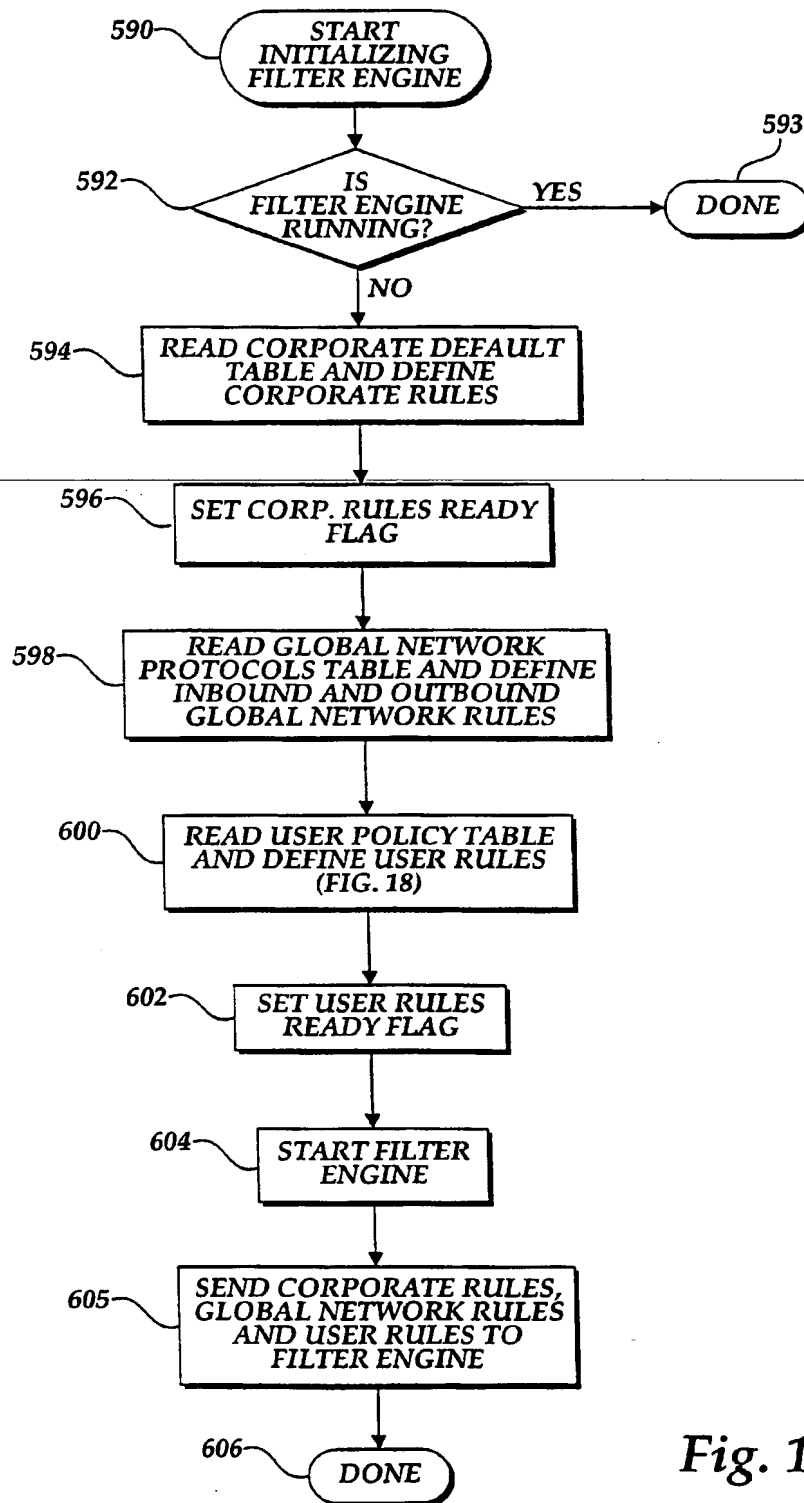 590
START
INITIALIZING
FILTER ENGINE
593
592
IS
FILTER ENGINE
RUNNING?
YES
DONE
NO
594
READ CORPORATE DEFAULT
TABLE AND DEFINE
CORPORATE RULES
596
SET CORP. RULES READY
FLAG
598
READ GLOBAL NETWORK
PROTOCOLS TABLE AND DEFINE
INBOUND AND OUTBOUND
GLOBAL NETWORK RULES
600
READ USER POLICY TABLE
AND DEFINE USER RULES
(FIG. 18)
602
SET USER RULES
READY FLAG
604
START FILTER
ENGINE
605
SEND CORPORATE RULES,
GLOBAL NETWORK RULES
AND USER RULES TO
FILTER ENGINE
606
DONE
Fig. 1